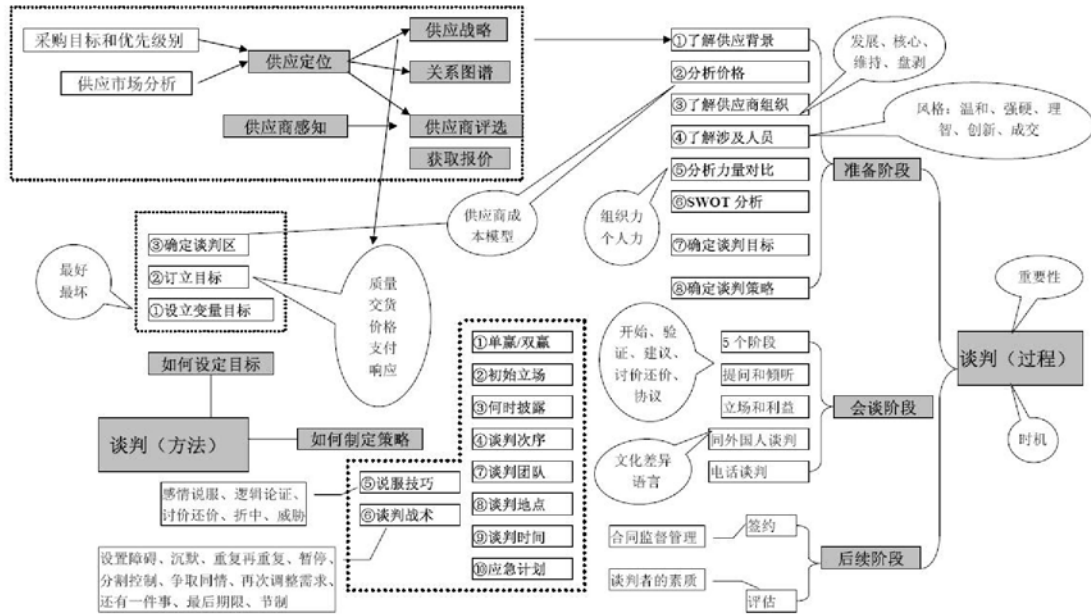 采购目标和优先级别
供应市场分析
供应定位
供应商感知
供应战略
关系图谱
供应商评选
获取报价
①了解供应背景
②分析价格
③了解供应商组织
④了解涉及人员
⑤分析力量对比
⑥SWOT 分析
⑦确定谈判目标
⑧确定谈判策略
发展、核心、
维持、盘剥
风格：温和、强硬、理
智、创新、成交
准备阶段
组织力
个人力
供应商成
本模型
③确定谈判区
②订立目标
①设立变量目标
最好
最坏
质量
交货
价格
支付
响应
如何设定目标
谈判（方法）
如何制定策略
①单赢/双赢
②初始立场
③何时披露
④谈判次序
⑦谈判团队
⑧谈判地点
⑨谈判时间
⑩应急计划
⑤说服技巧
⑥谈判战术
感情说服、逻辑论证、
讨价还价、折中、威胁
设置障碍、沉默、重复再重复、暂停、
分割控制、争取同情、再次调整需求、
还有一件事、最后期限、节制
开始、验
证、建议、
讨价还价、
协议
5 个阶段
提问和倾听
立场和利益
同外国人谈判
电话谈判
文化差异
语言
会谈阶段
重要性
谈判（过程）
时机
合同监督管理
签约
谈判者的素质
评估
后续阶段